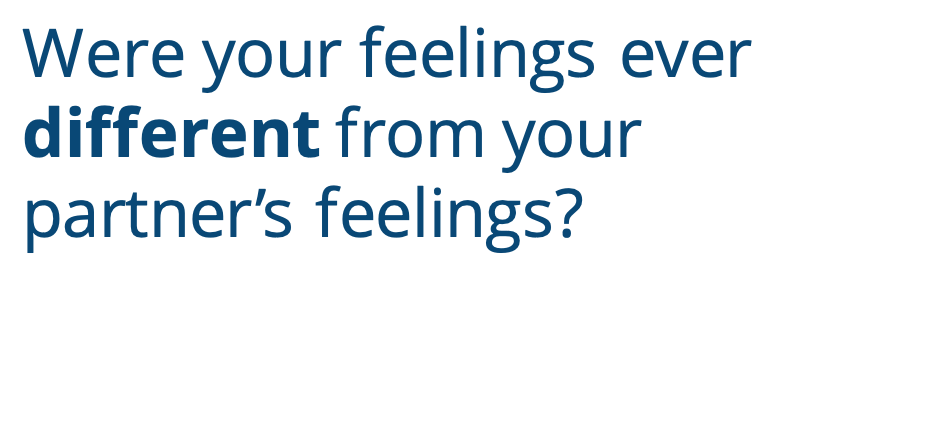 Were your feelings ever
different from your
partner’s feelings?